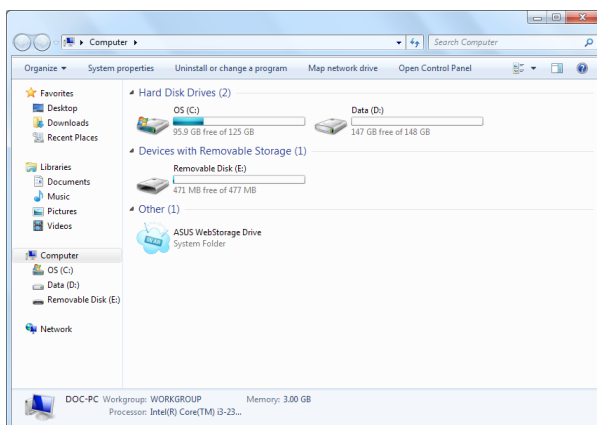 Computer
Search Computer
Organize System properties Uninstall or change a program Map network drive Open Control Panel
Favorites
Desktop
Downloads
Recent Places
Libraries
Documents
Music
Pictures
Videos
Computer
OS (C:)
Data (D:)
Removable Disk (E:)
Network
Hard Disk Drives (2)
OS (C:)
95.9 GB free of 125 GB
Data (D:)
147 GB free of 148 GB
Devices with Removable Storage (1)
Removable Disk (E:)
471 MB free of 477 MB
Other (1)
ASUS WebStorage Drive
System Folder
DOC-PC Workgroup: WORKGROUP Memory: 3.00 GB
Processor: Intel(R) Core(TM) i3-23...